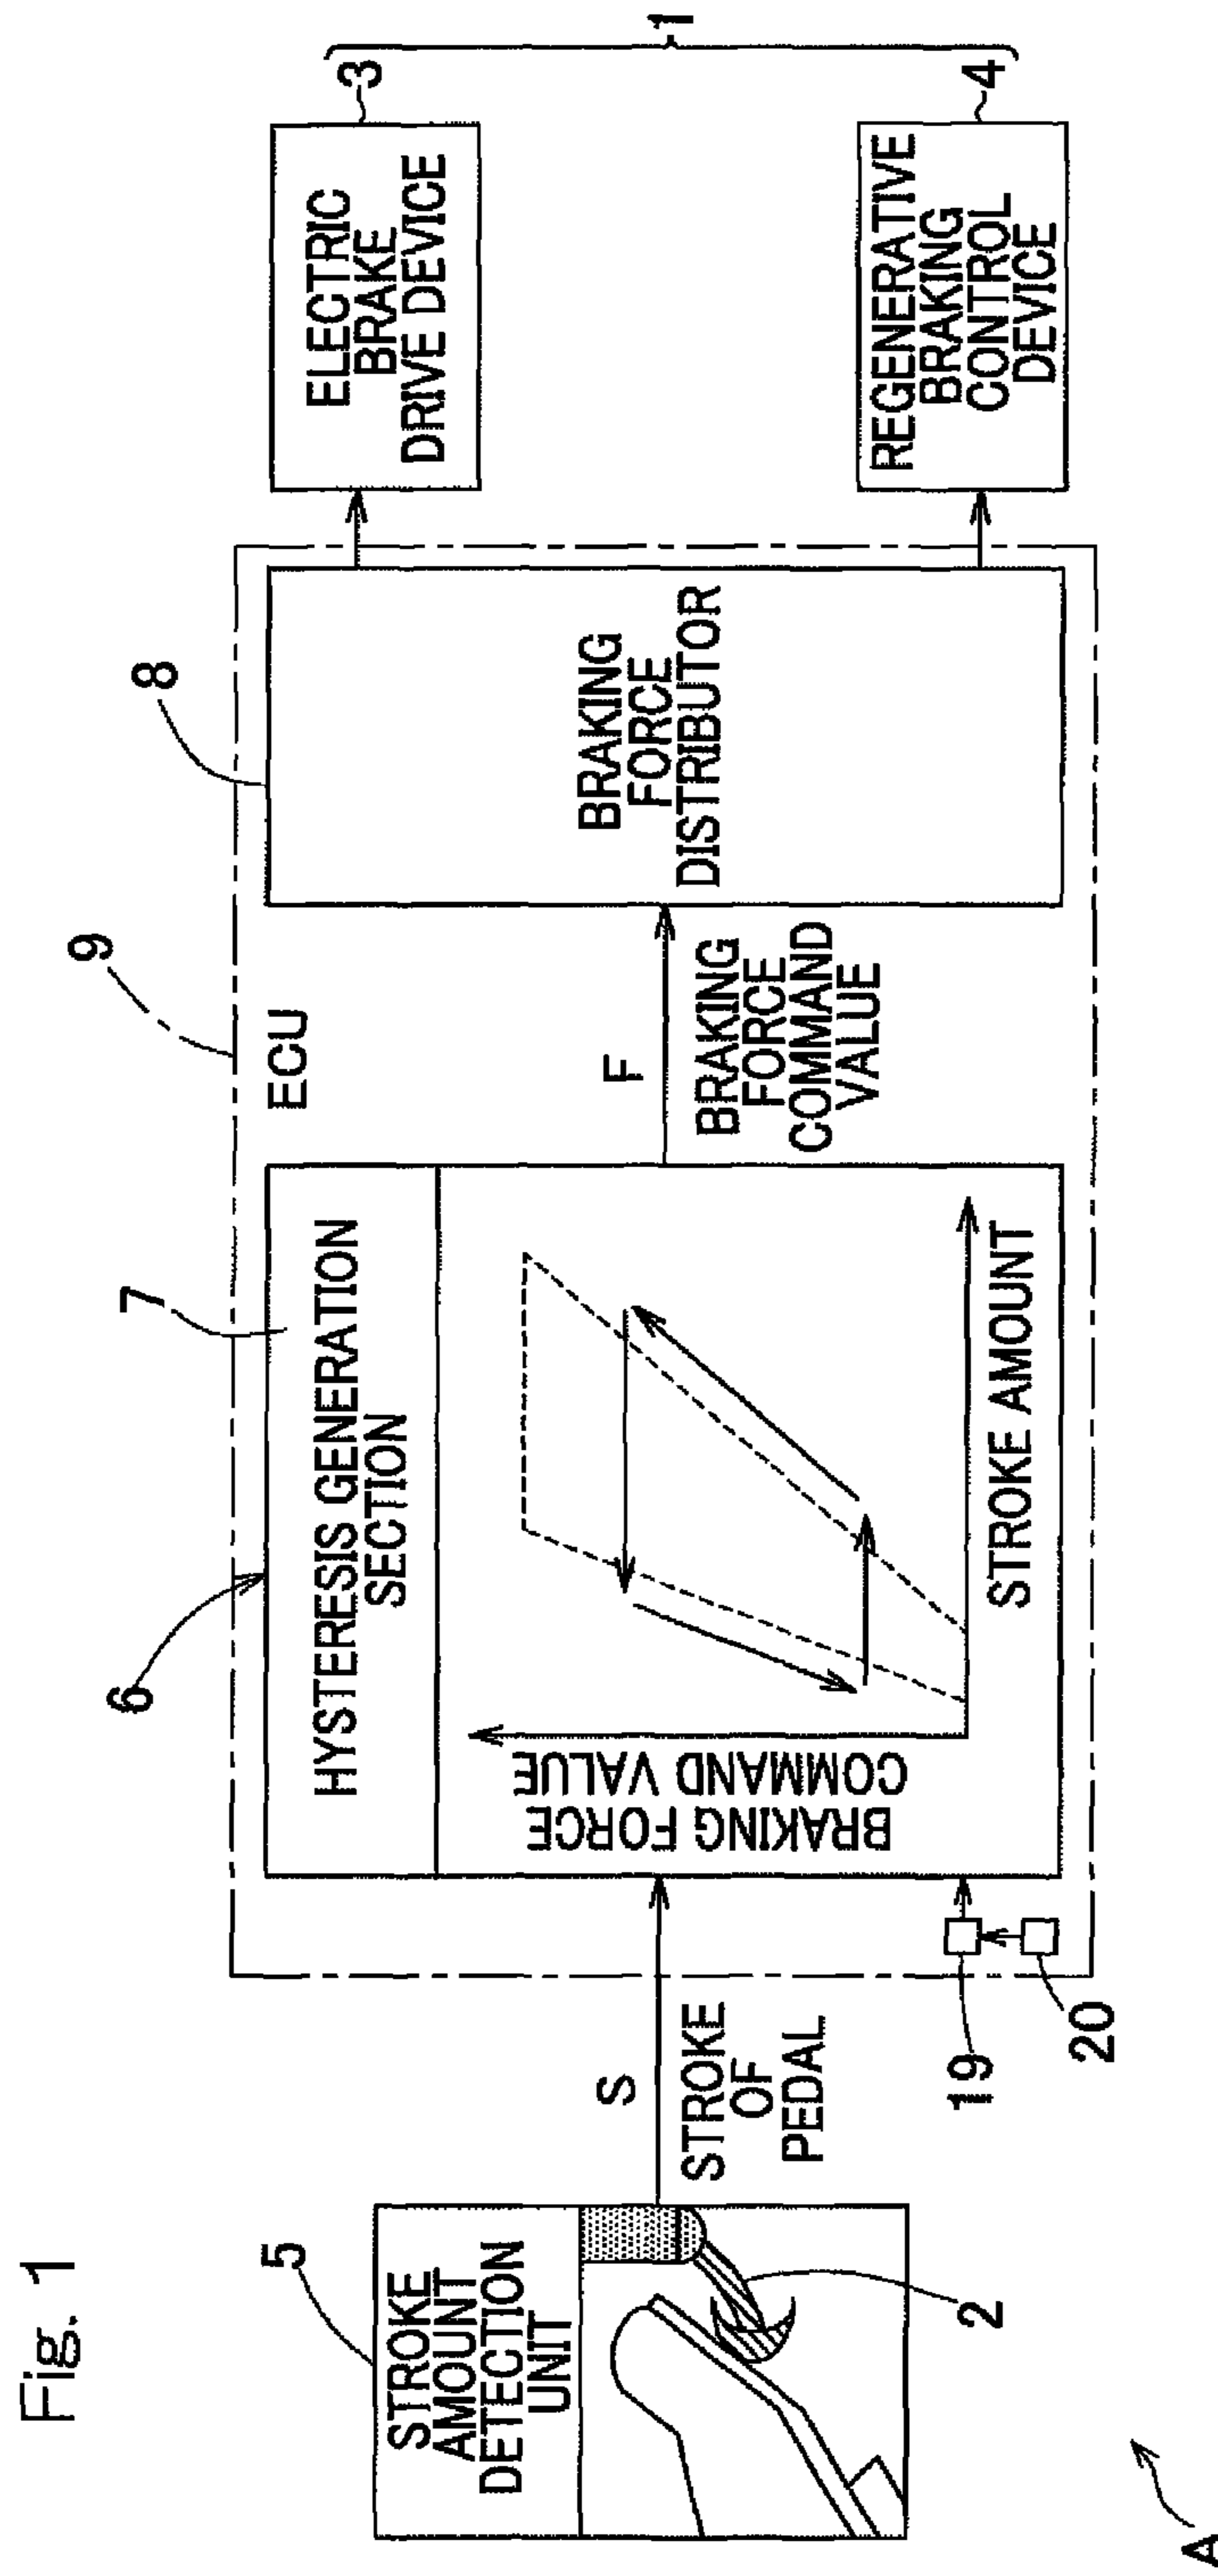 Fig. 1
5
STROKE
AMOUNT
DETECTION
UNIT
2
A
S
STROKE
OF
PEDAL
19
20
6
7
HYSTERESIS GENERATION
SECTION
BRAKING FORCE
COMMAND VALUE
STROKE AMOUNT
9
ECU
F
BRAKING
FORCE
COMMAND
VALUE
8
BRAKING
FORCE
DISTRIBUTOR
ELECTRIC
BRAKE
DRIVE DEVICE
3
REGENERATIVE
BRAKING
CONTROL
DEVICE
4
1